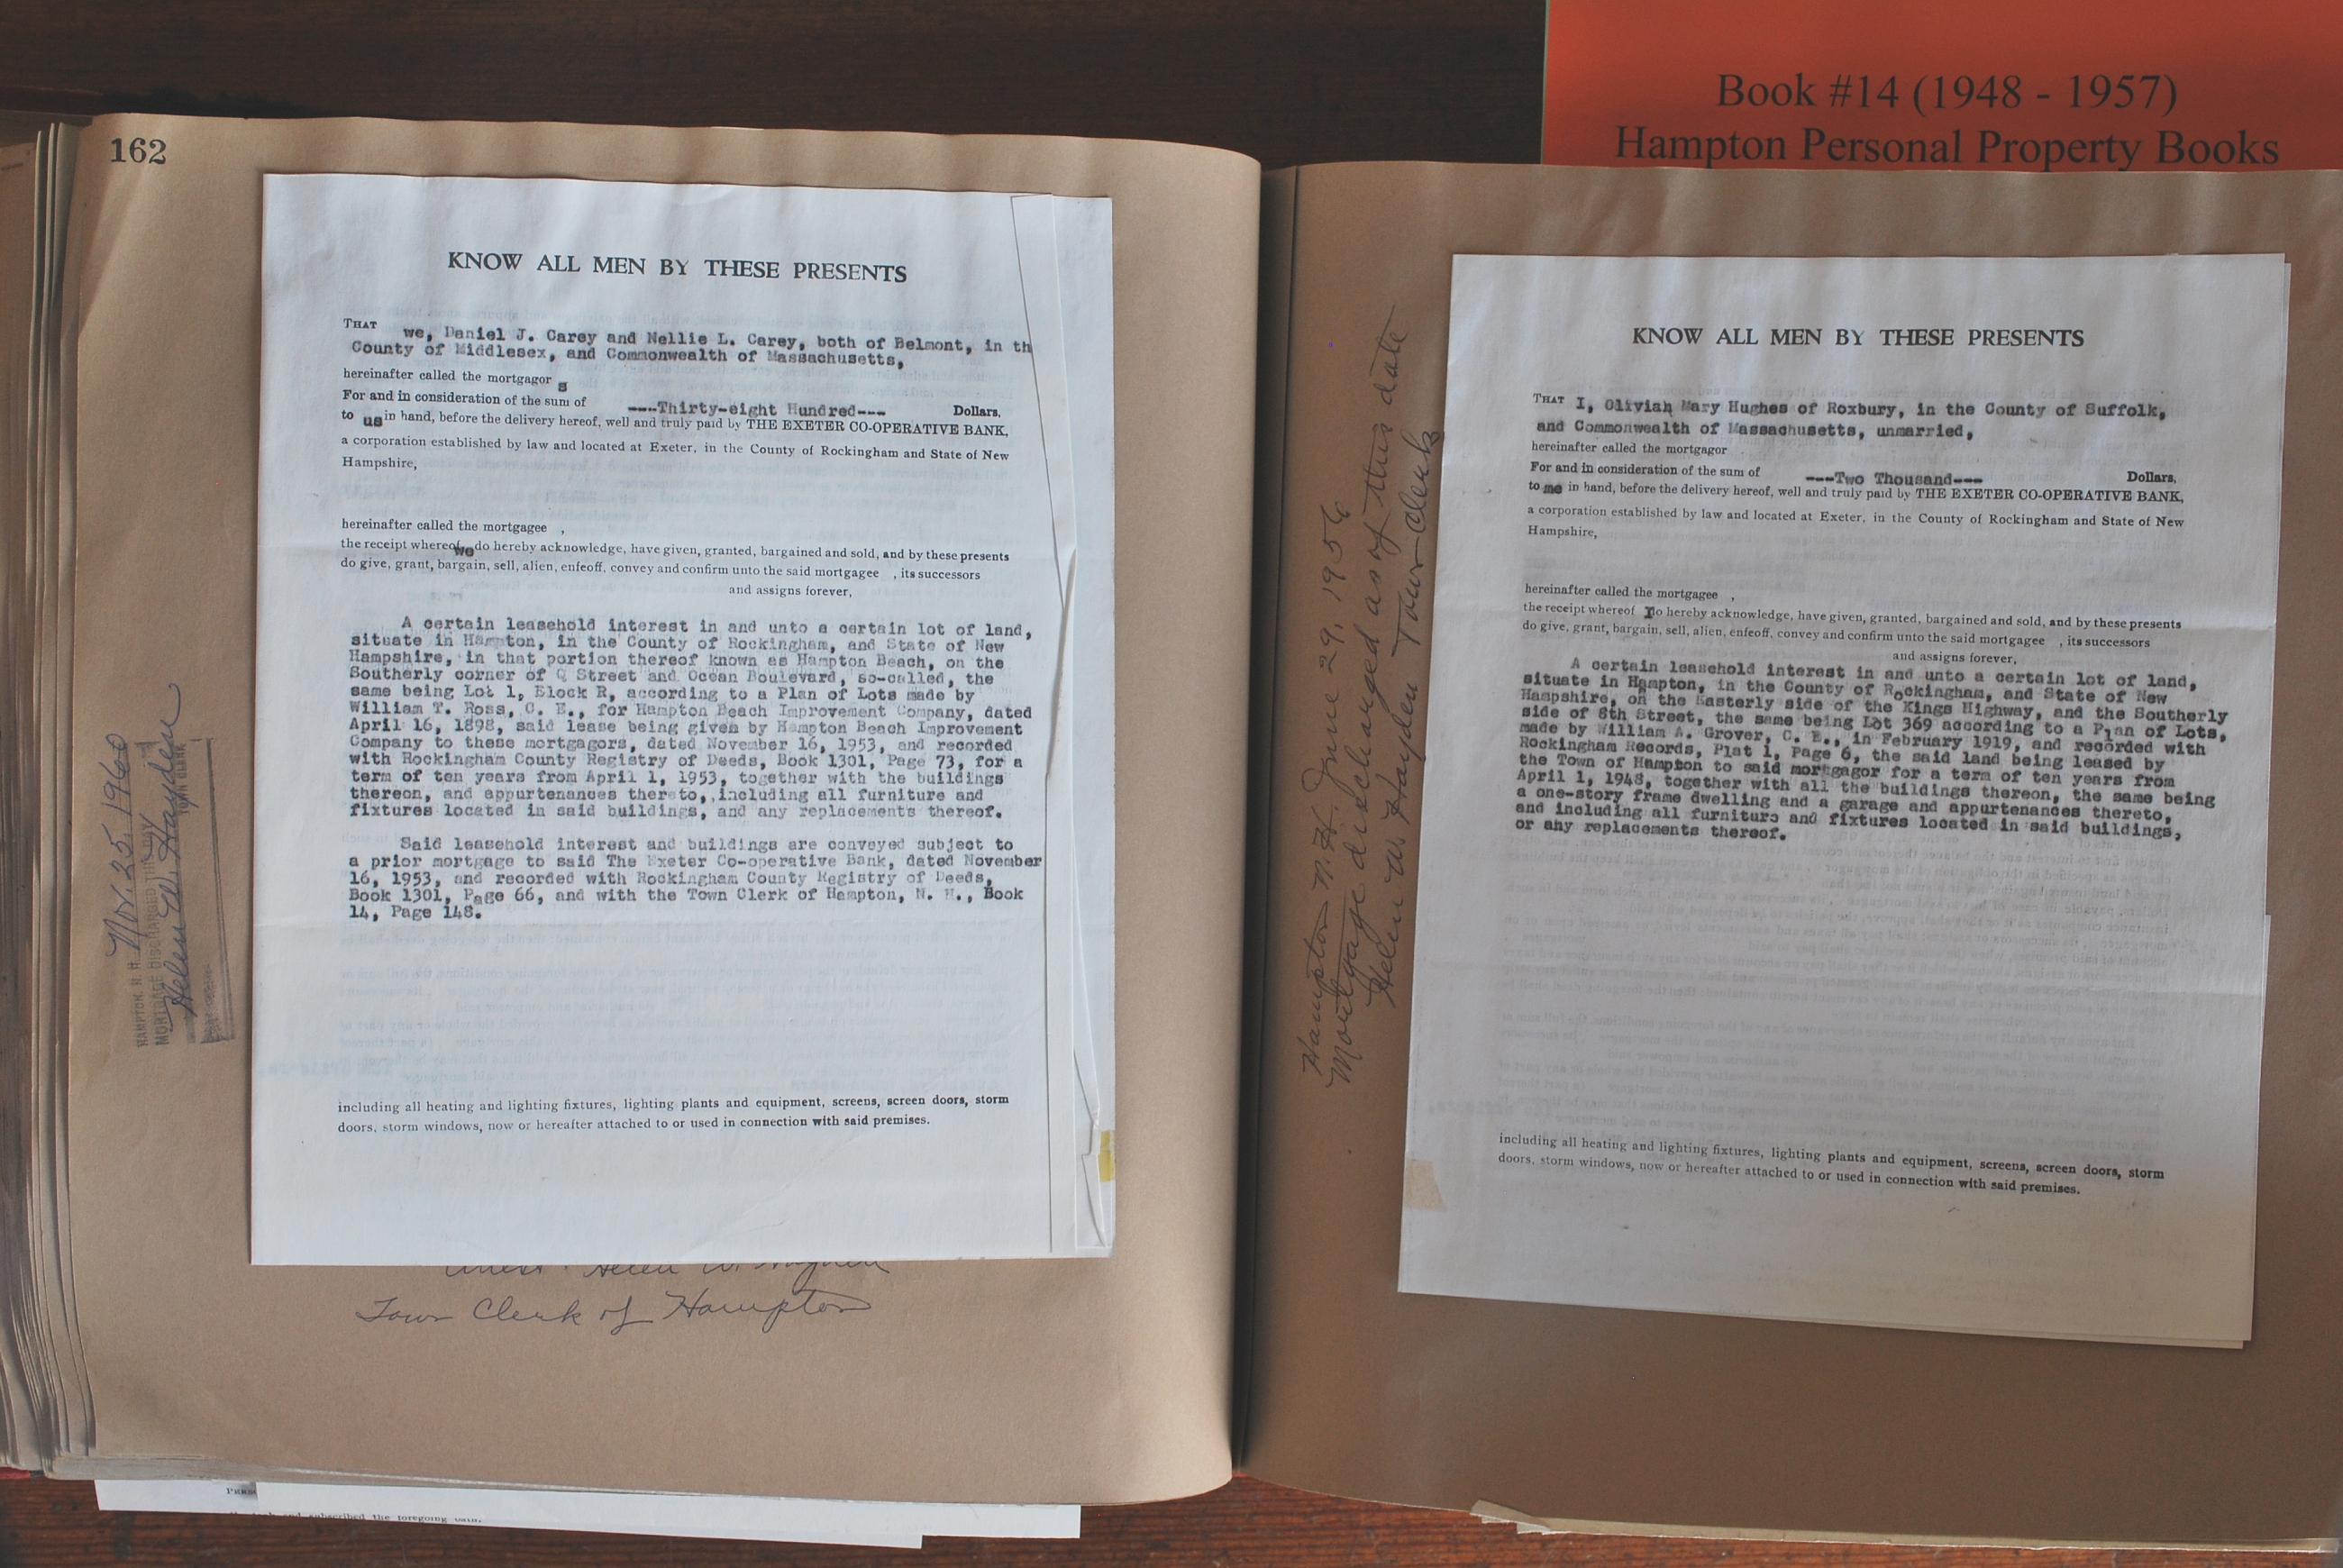 Book #14 (1948 - 1957)
Hampton Personal Property Books
162
KNOW ALL MEN BY THESE PRESENTS
THAT we, Daniel J. Carey and Nellie L. Carey, both of Belmont, in th
County of Middlesex, and Commonwealth of Massachusetts,
hereinafter called the mortgagor s
For and in consideration of the sum of ---Thirty-eight Hundred--- Dollars,
to us in hand, before the delivery hereof, well and truly paid by THE EXETER CO-OPERATIVE BANK,
a corporation established by law and located at Exeter, in the County of Rockingham and State of New
Hampshire,
hereinafter called the mortgagee ,
the receipt whereof we do hereby acknowledge, have given, granted, bargained and sold, and by these presents
do give, grant, bargain, sell, alien, enfeoff, convey and confirm unto the said mortgagee , its successors
and assigns forever,
A certain leasehold interest in and unto a certain lot of land,
situate in Hampton, in the County of Rockingham, and State of New
Hampshire, in that portion thereof known as Hampton Beach, on the
Southerly corner of Q Street and Ocean Boulevard, so-called, the
same being Lot 1, Block R, according to a Plan of Lots made by
William T. Ross, C. E., for Hampton Beach Improvement Company, dated
April 16, 1898, said lease being given by Hampton Beach Improvement
Company to these mortgagors, dated November 16, 1953, and recorded
with Rockingham County Registry of Deeds, Book 1301, Page 73, for a
term of ten years from April 1, 1953, together with the buildings
thereon, and appurtenances thereto, including all furniture and
fixtures located in said buildings, and any replacements thereof.
Said leasehold interest and buildings are conveyed subject to
a prior mortgage to said The Exeter Co-operative Bank, dated November
16, 1953, and recorded with Rockingham County Registry of Deeds,
Book 1301, Page 66, and with the Town Clerk of Hampton, N. H., Book
14, Page 148.
including all heating and lighting fixtures, lighting plants and equipment, screens, screen doors, storm
doors, storm windows, now or hereafter attached to or used in connection with said premises.
HAMPTON, N. H. Nov. 25, 1960
MORTGAGE DISCHARGED THIS DAY
Helen W. Hayden
TOWN CLERK
Attest: Helen W. Hayden
Town Clerk of Hampton
subscribed the foregoing oath.
Hampton N.H. June 29, 1956
Mortgage discharged as of this date
Helen W Hayden Town Clerk
KNOW ALL MEN BY THESE PRESENTS
THAT I, Oliviah Mary Hughes of Roxbury, in the County of Suffolk,
and Commonwealth of Massachusetts, unmarried,
hereinafter called the mortgagor
For and in consideration of the sum of ---Two Thousand--- Dollars,
to me in hand, before the delivery hereof, well and truly paid by THE EXETER CO-OPERATIVE BANK,
a corporation established by law and located at Exeter, in the County of Rockingham and State of New
Hampshire,
hereinafter called the mortgagee ,
the receipt whereof I do hereby acknowledge, have given, granted, bargained and sold, and by these presents
do give, grant, bargain, sell, alien, enfeoff, convey and confirm unto the said mortgagee , its successors
and assigns forever,
A certain leasehold interest in and unto a certain lot of land,
situate in Hampton, in the County of Rockingham, and State of New
Hampshire, on the Easterly side of the Kings Highway, and the Southerly
side of 8th Street, the same being Lot 369 according to a Plan of Lots,
made by William A. Grover, C. E., in February 1919, and recorded with
Rockingham Records, Plat 1, Page 6, the said land being leased by
the Town of Hampton to said mortgagor for a term of ten years from
April 1, 1948, together with all the buildings thereon, the same being
a one-story frame dwelling and a garage and appurtenances thereto,
and including all furniture and fixtures located in said buildings,
or any replacements thereof.
including all heating and lighting fixtures, lighting plants and equipment, screens, screen doors, storm
doors, storm windows, now or hereafter attached to or used in connection with said premises.